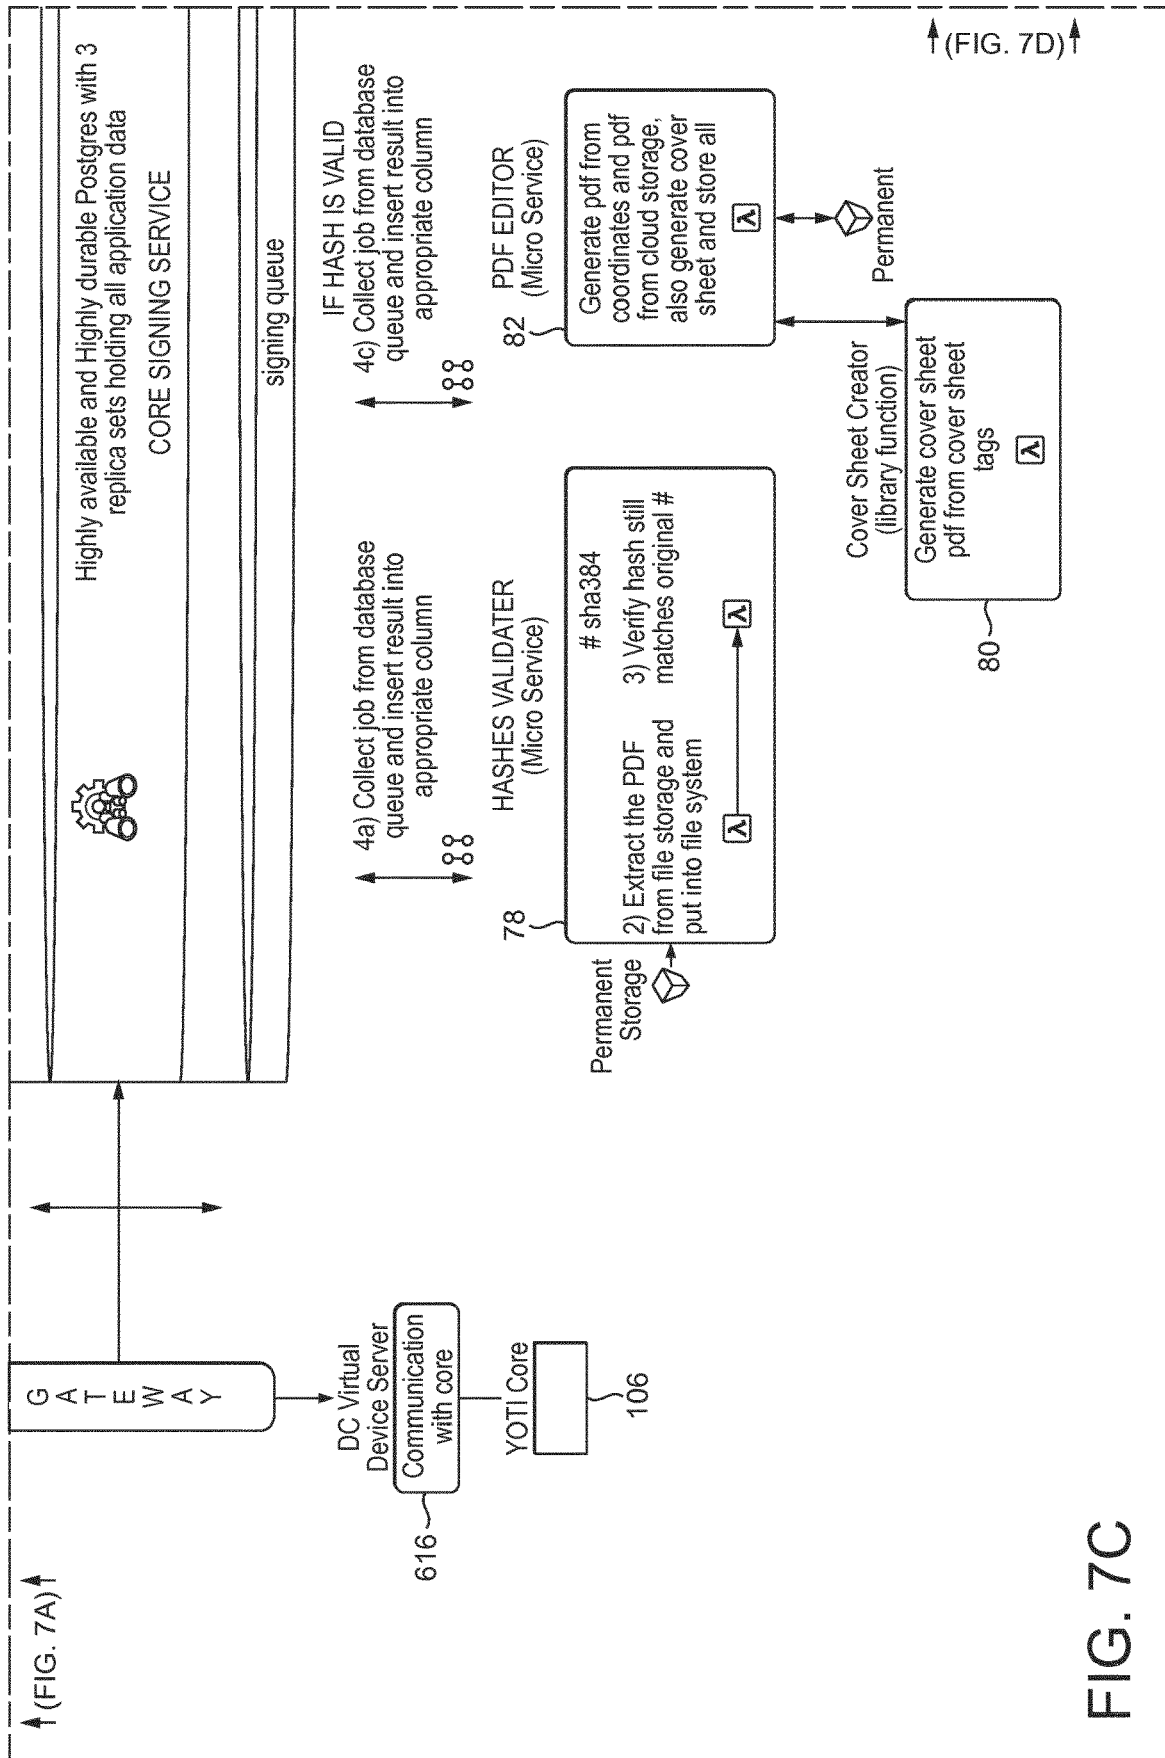 (FIG. 7A)
G
A
T
E
W
A
Y
Highly available and Highly durable Postgres with 3
replica sets holding all application data
CORE SIGNING SERVICE
signing queue
DC Virtual
Device Server
Communication
with core
616
YOTI Core
106
4a) Collect job from database
queue and insert result into
appropriate column
HASHES VALIDATER
(Micro Service)
78
Permanent
Storage
# sha384
2) Extract the PDF
from file storage and
put into file system
3) Verify hash still
matches original #
λ
λ
IF HASH IS VALID
4c) Collect job from database
queue and insert result into
appropriate column
PDF EDITOR
(Micro Service)
82
Generate pdf from
coordinates and pdf
from cloud storage,
also generate cover
sheet and store all
λ
Permanent
Cover Sheet Creator
(library function)
Generate cover sheet
pdf from cover sheet
tags
λ
80
(FIG. 7D)
FIG. 7C